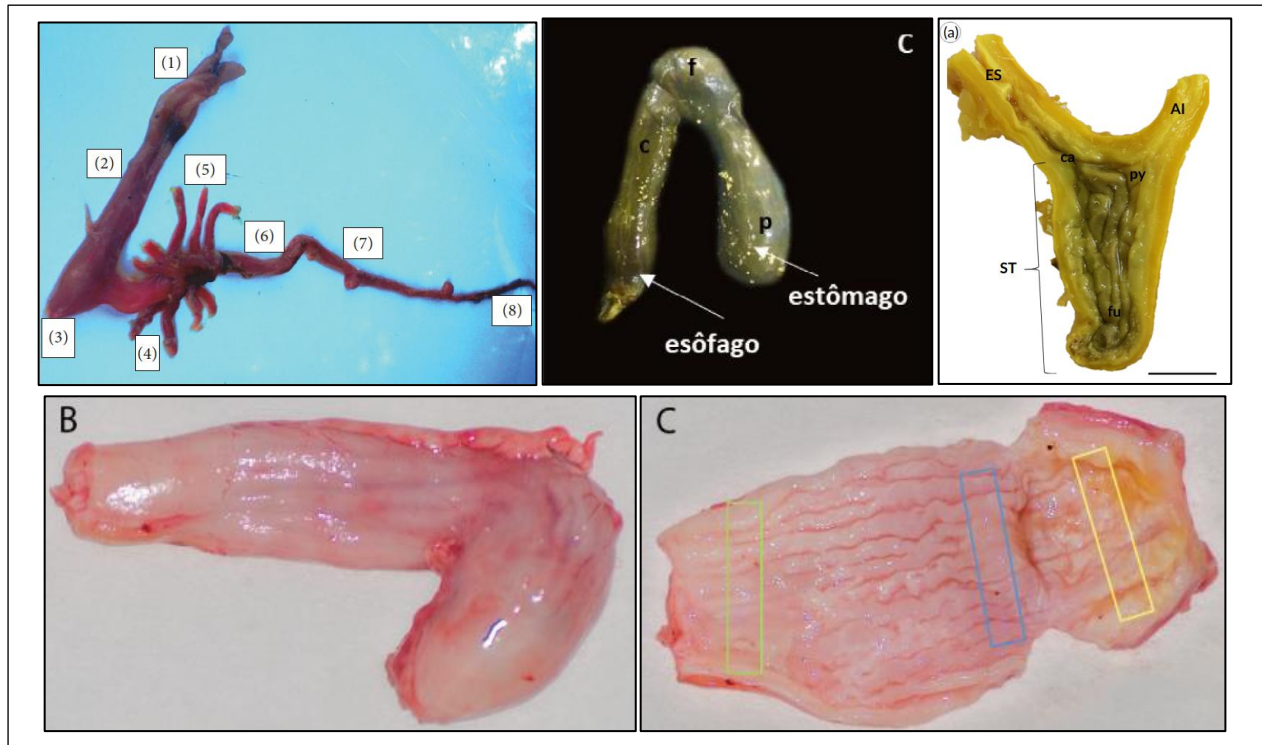 (1)
(2)
(3)
(4)
(5)
(6)
(7)
(8)
C
f
c
p
estômago
esôfago
(a)
ES
AI
ca
py
ST
fu
B
C